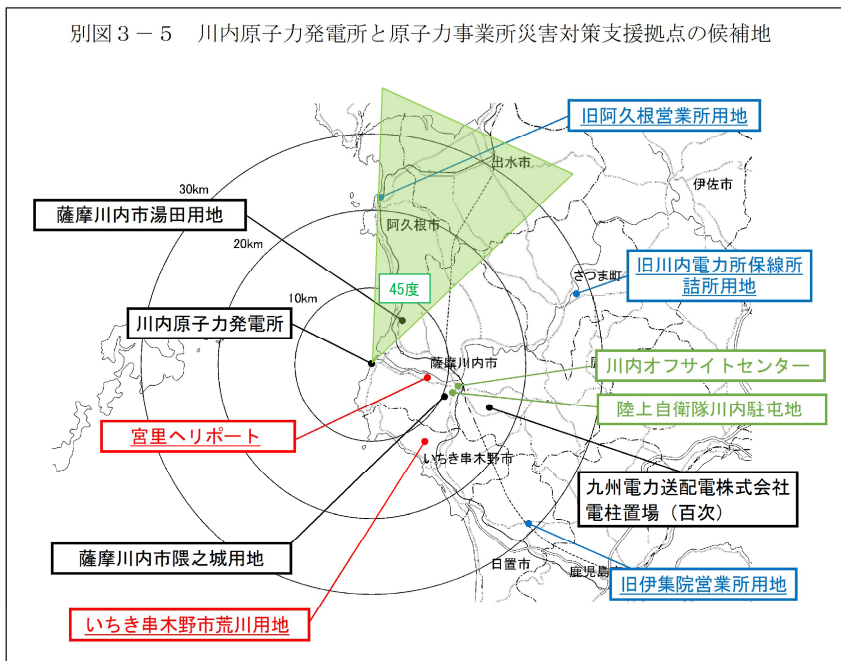 別図３－５ 川内原子力発電所と原子力事業所災害対策支援拠点の候補地
旧阿久根営業所用地
出水市
伊佐市
30km
薩摩川内市湯田用地
阿久根市
20km
旧川内電力所保線所
詰所用地
さつま町
45度
10km
川内原子力発電所
薩摩川内市
川内オフサイトセンター
陸上自衛隊川内駐屯地
宮里ヘリポート
いちき串木野市
九州電力送配電株式会社
電柱置場（百次）
薩摩川内市隈之城用地
日置市
鹿児島
旧伊集院営業所用地
いちき串木野市荒川用地